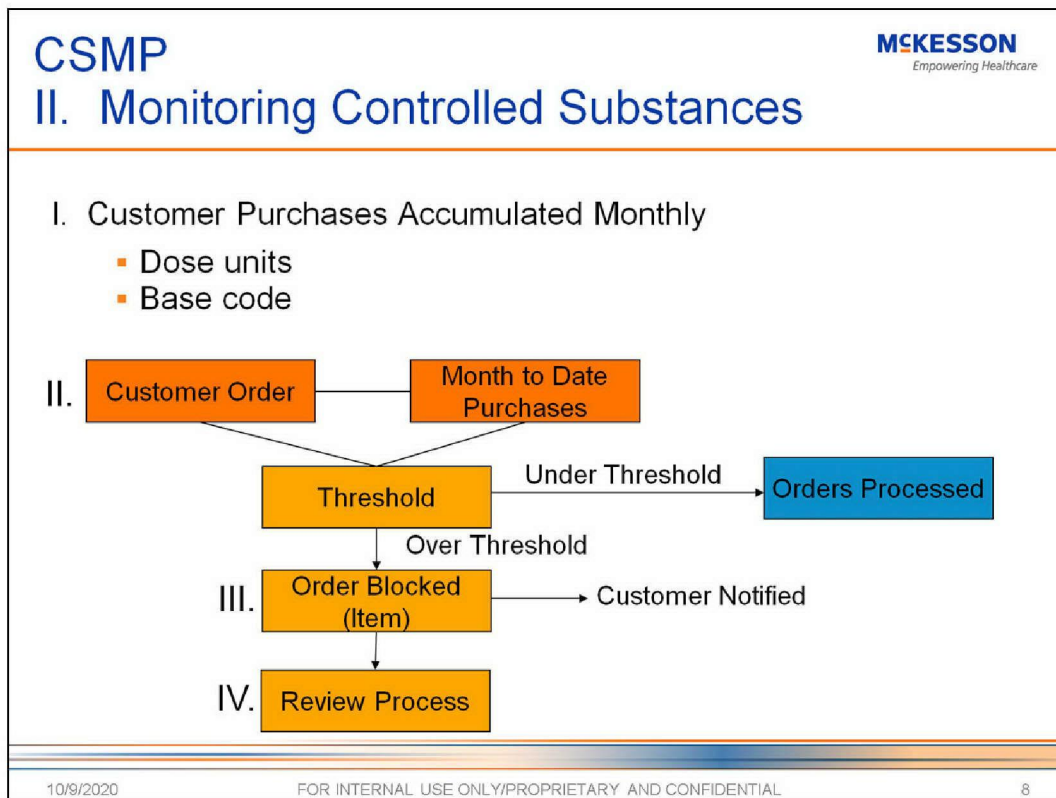 CSMP
II. Monitoring Controlled Substances
McKESSON
Empowering Healthcare
I. Customer Purchases Accumulated Monthly
▪ Dose units
▪ Base code
II.
Customer Order
Month to Date
Purchases
Threshold
Under Threshold
Orders Processed
Over Threshold
III.
Order Blocked
(Item)
Customer Notified
IV.
Review Process
10/9/2020
FOR INTERNAL USE ONLY/PROPRIETARY AND CONFIDENTIAL
8